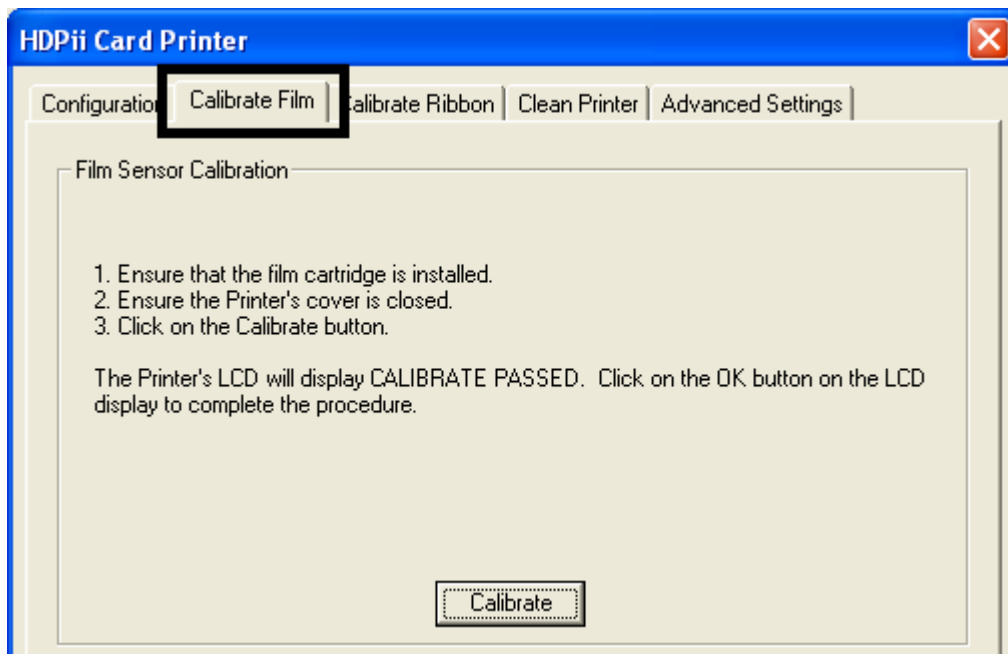 HDPii Card Printer
Configuration Calibrate Film Calibrate Ribbon Clean Printer Advanced Settings
Film Sensor Calibration
1. Ensure that the film cartridge is installed.
2. Ensure the Printer's cover is closed.
3. Click on the Calibrate button.
The Printer's LCD will display CALIBRATE PASSED. Click on the OK button on the LCD
display to complete the procedure.
Calibrate